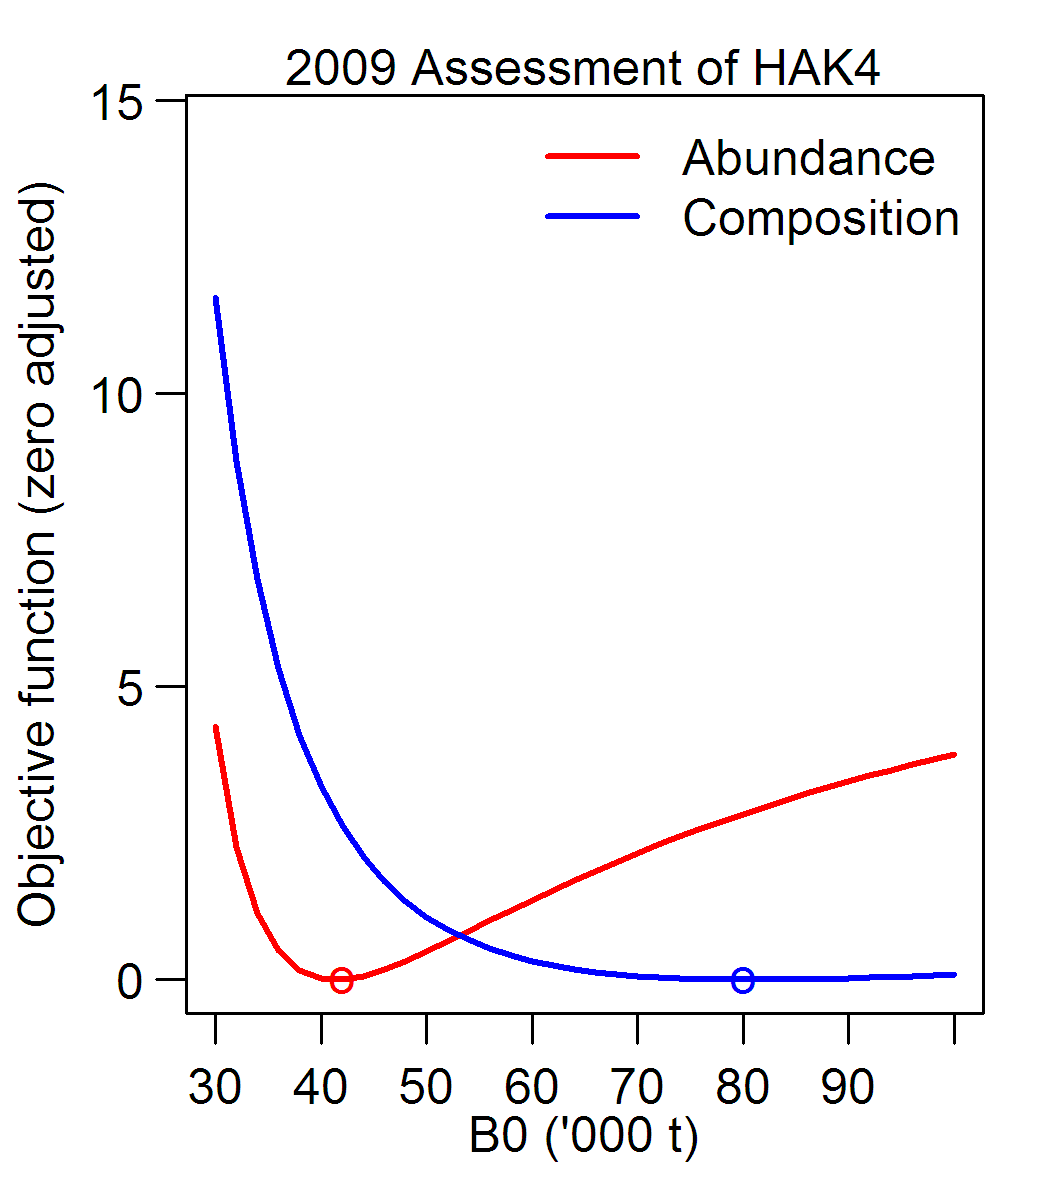 2009 Assessment of HAK4
Abundance
Composition
Objective function (zero adjusted)
15
10
5
0
30 40 50 60 70 80 90
B0 ('000 t)